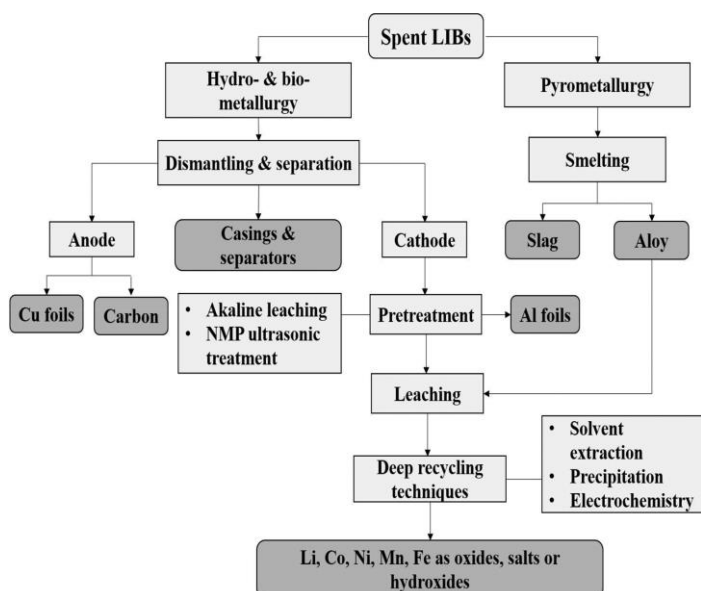 Spent LIBs
Hydro- & bio-
metallurgy
Pyrometallurgy
Dismantling & separation
Smelting
Anode
Casings &
separators
Cathode
Slag
Aloy
Cu foils
Carbon
• Akaline leaching
• NMP ultrasonic
treatment
Pretreatment
Al foils
Leaching
Deep recycling
techniques
• Solvent
extraction
• Precipitation
• Electrochemistry
Li, Co, Ni, Mn, Fe as oxides, salts or
hydroxides